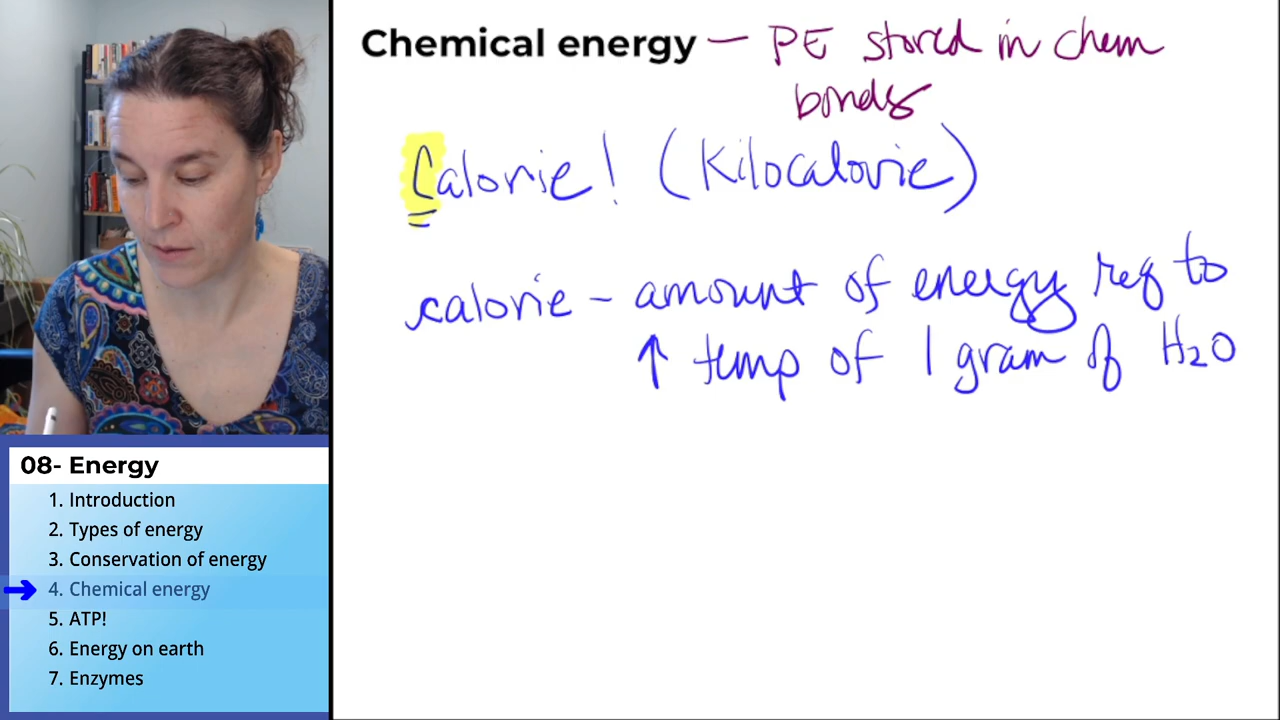 Chemical energy — PE stored in chem
bonds
Calorie! (Kilocalorie)
calorie - amount of energy req to
↑ temp of 1 gram of H₂O
08- Energy
1. Introduction
2. Types of energy
3. Conservation of energy
4. Chemical energy
5. ATP!
6. Energy on earth
7. Enzymes